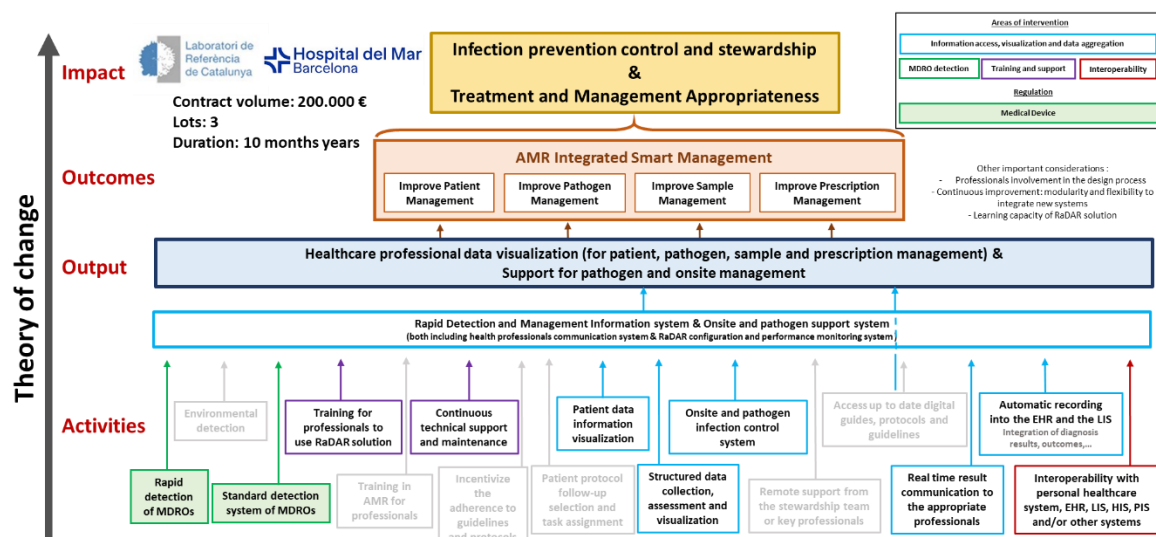 Theory of change
Impact
Outcomes
Output
Activities
Laboratori de
Referència
de Catalunya
Hospital del Mar
Barcelona
Contract volume: 200.000 €
Lots: 3
Duration: 10 months years
Infection prevention control and stewardship
&
Treatment and Management Appropriateness
Areas of intervention
Information access, visualization and data aggregation
MDRO detection
Training and support
Interoperability
Regulation
Medical Device
AMR Integrated Smart Management
Improve Patient
Management
Improve Pathogen
Management
Improve Sample
Management
Improve Prescription
Management
Other important considerations :
- Professionals involvement in the design process
- Continuous improvement: modularity and flexibility to
integrate new systems
- Learning capacity of RaDAR solution
Healthcare professional data visualization (for patient, pathogen, sample and prescription management) &
Support for pathogen and onsite management
Rapid Detection and Management Information system & Onsite and pathogen support system
(both including health professionals communication system & RaDAR configuration and performance monitoring system)
Environmental
detection
Training for
professionals to
use RaDAR solution
Continuous
technical support
and maintenance
Patient data
information
visualization
Onsite and pathogen
infection control
system
Access up to date digital
guides, protocols and
guidelines
Automatic recording
into the EHR and the LIS
Integration of diagnosis
results, outcomes,...
Rapid
detection
of MDROs
Standard detection
system of MDROs
Training in
AMR for
professionals
Incentivize
the
adherence to
guidelines
and protocols
Patient protocol
follow-up
selection and
task assignment
Structured data
collection,
assessment and
visualization
Remote support from
the stewardship team
or key professionals
Real time result
communication to
the appropriate
professionals
Interoperability with
personal healthcare
system, EHR, LIS, HIS, PIS
and/or other systems